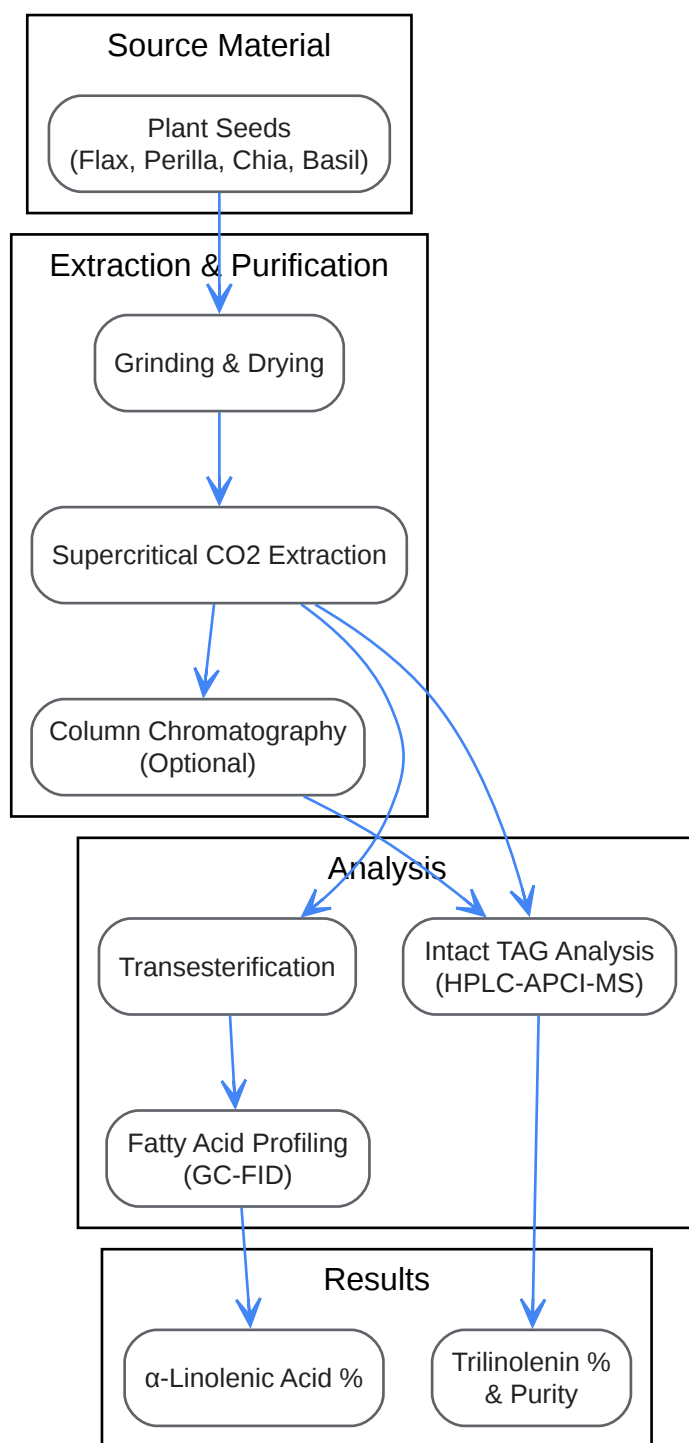 Source Material
Plant Seeds
(Flax, Perilla, Chia, Basil)
Extraction & Purification
Grinding & Drying
Supercritical CO2 Extraction
Column Chromatography
(Optional)
Analysis
Transesterification
Intact TAG Analysis
(HPLC-APCI-MS)
Fatty Acid Profiling
(GC-FID)
Results
α-Linolenic Acid %
Trilinolenin %
& Purity